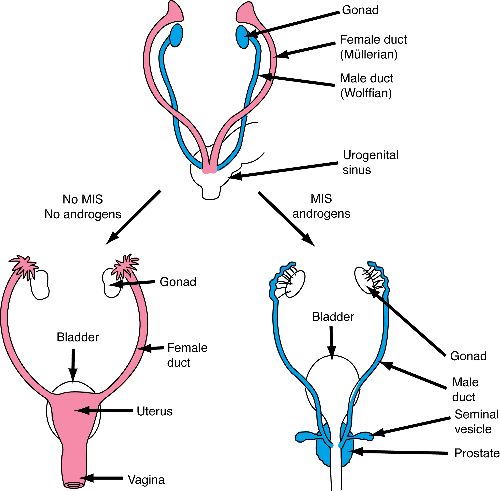 Gonad
Female duct
(Müllerian)
Male duct
(Wolffian)
Urogenital
sinus
No MIS
No androgens
MIS
androgens
Gonad
Bladder
Female
duct
Uterus
Vagina
Bladder
Gonad
Male
duct
Seminal
vesicle
Prostate